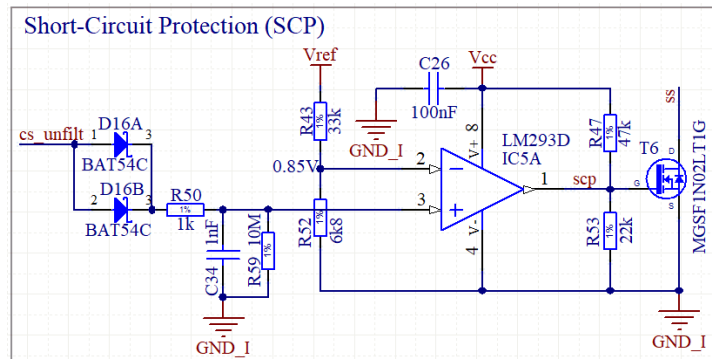 Short-Circuit Protection (SCP)
Vref
C26
Vcc
100nF
GND_I
R43
1%
33k
8
V+
LM293D
IC5A
R47
1%
47k
ss
T6
D
G
S
MGSF1N02LT1G
cs_unfilt
D16A
1
3
BAT54C
0.85V
2
1
scp
D16B
2
3
BAT54C
R50
1%
1k
3
R52
1%
6k8
4
V-
R53
1%
22k
1nF
C34
10M
1%
R59
GND_I
GND_I